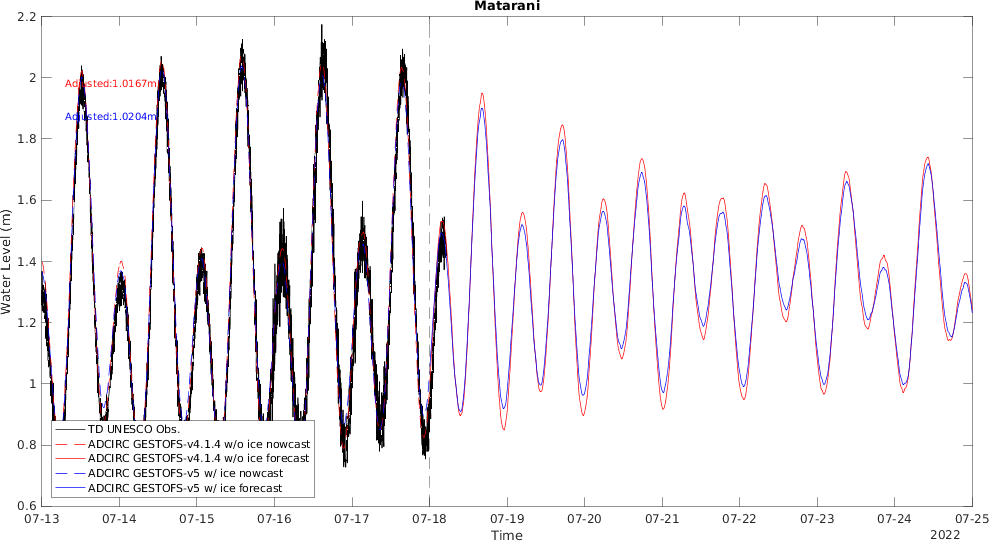 Matarani
2.2
2
1.8
1.6
1.4
1.2
1
0.8
0.6
Water Level (m)
Adjusted:1.0167m
Adjusted:1.0204m
TD UNESCO Obs.
ADCIRC GESTOFS-v4.1.4 w/o ice nowcast
ADCIRC GESTOFS-v4.1.4 w/o ice forecast
ADCIRC GESTOFS-v5 w/ ice nowcast
ADCIRC GESTOFS-v5 w/ ice forecast
07-13 07-14 07-15 07-16 07-17 07-18 07-19 07-20 07-21 07-22 07-23 07-24 07-25
Time
2022